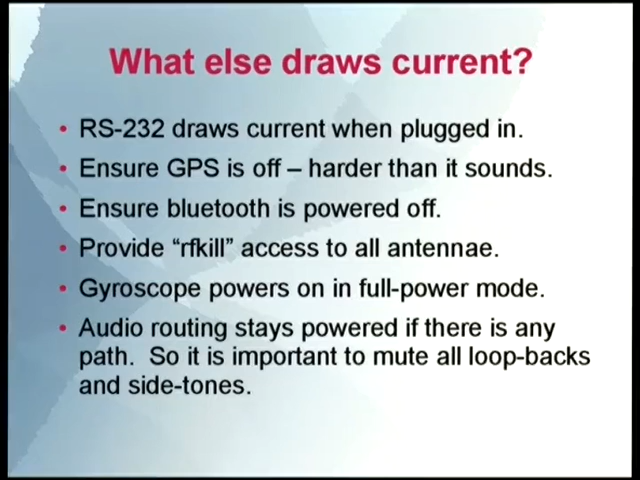 What else draws current?
• RS-232 draws current when plugged in.
• Ensure GPS is off – harder than it sounds.
• Ensure bluetooth is powered off.
• Provide “rfkill” access to all antennae.
• Gyroscope powers on in full-power mode.
• Audio routing stays powered if there is any
path.  So it is important to mute all loop-backs
and side-tones.